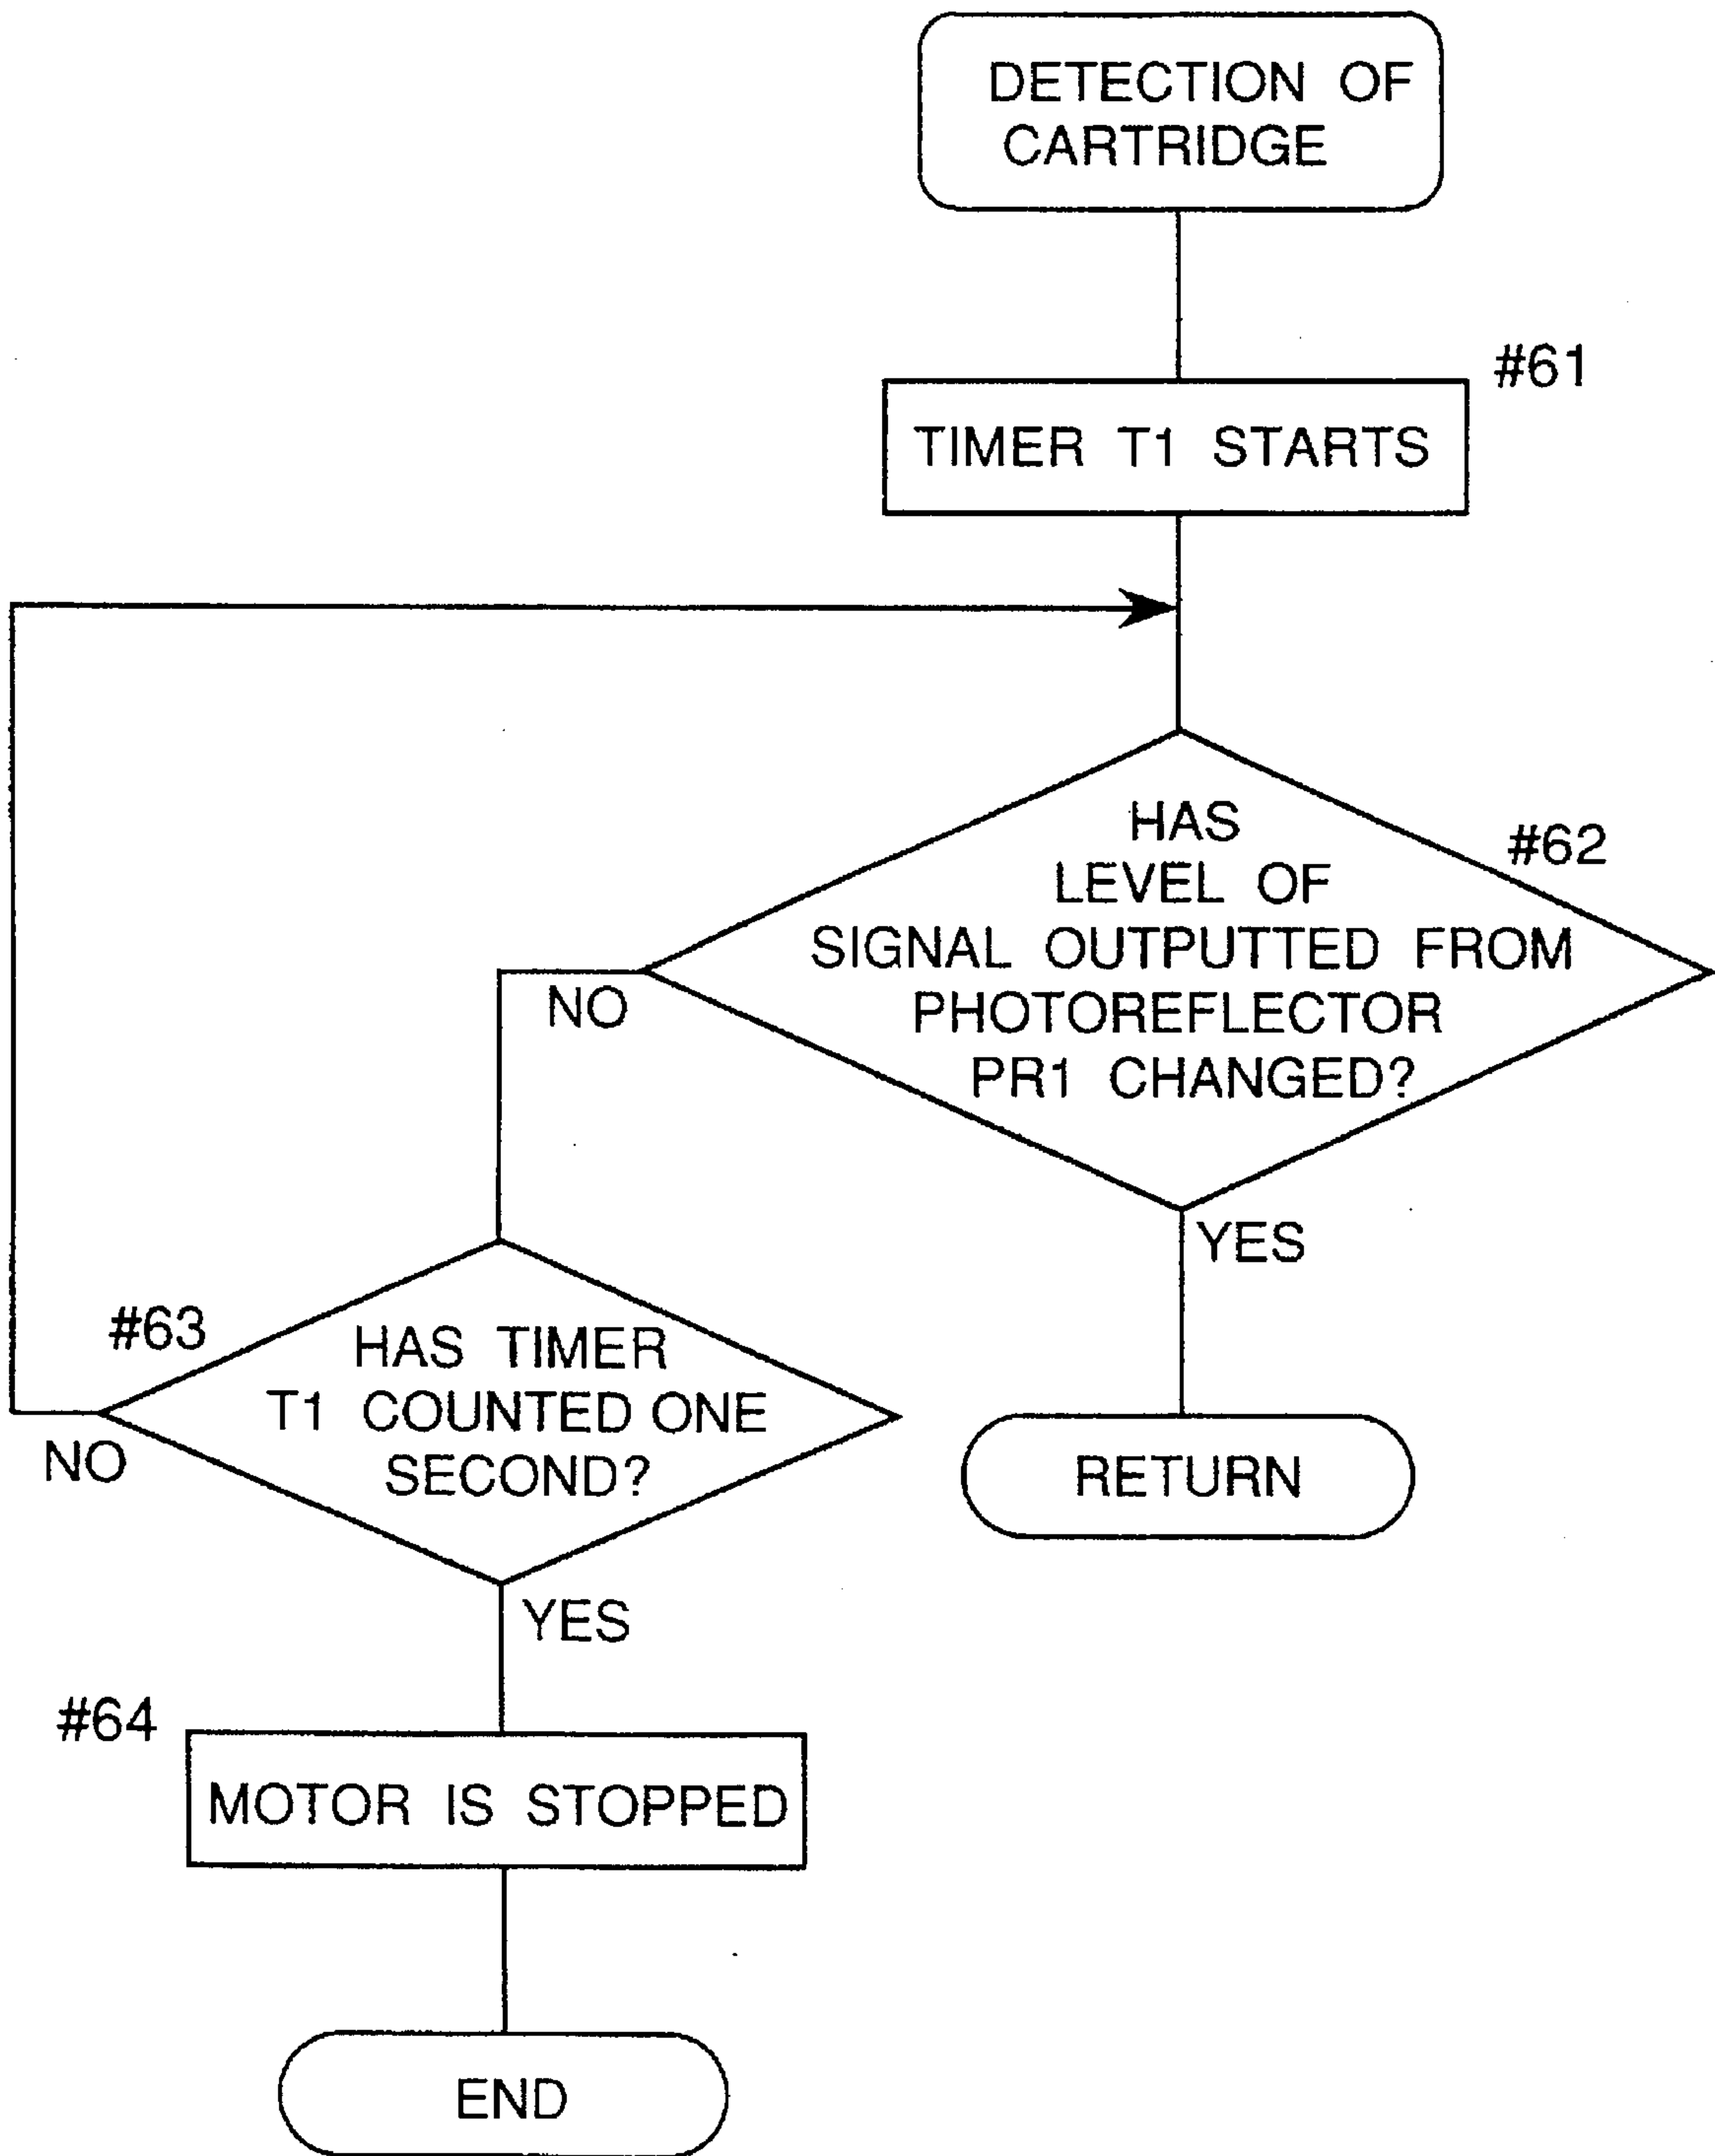 DETECTION OF
CARTRIDGE
#61
TIMER T1 STARTS
HAS
LEVEL OF
SIGNAL OUTPUTTED FROM
PHOTOREFLECTOR
PR1 CHANGED?
#62
NO
YES
#63
HAS TIMER
T1 COUNTED ONE
SECOND?
NO
RETURN
YES
#64
MOTOR IS STOPPED
END